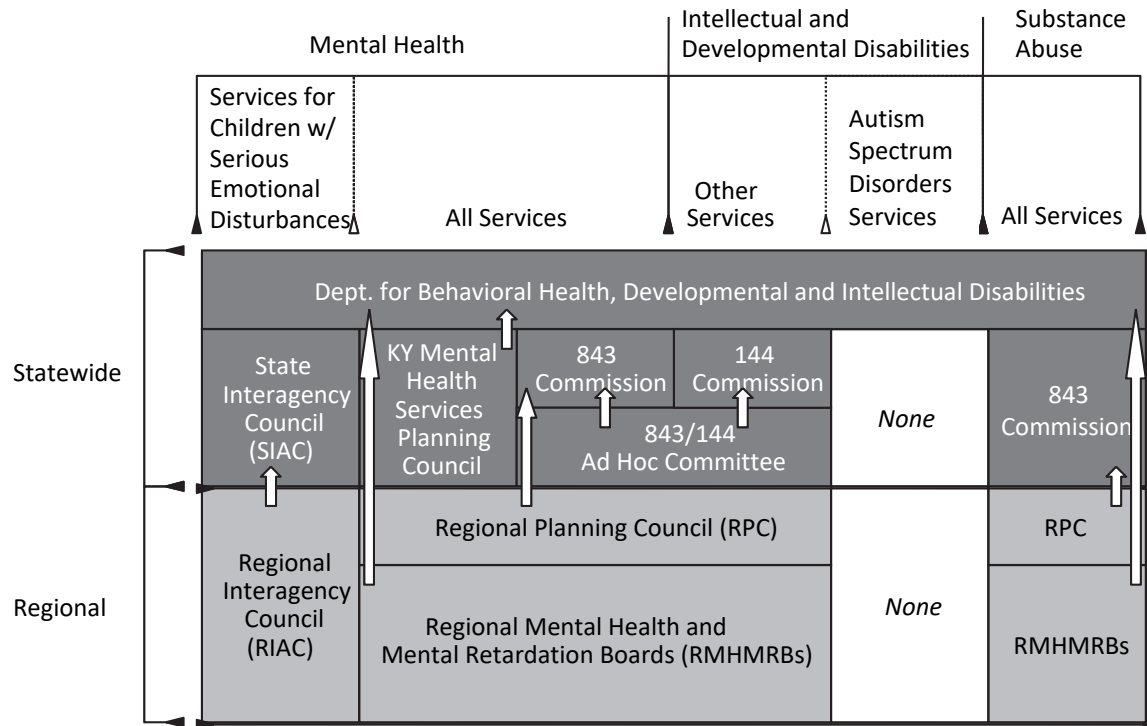 Mental Health
Intellectual and
Developmental Disabilities
Substance
Abuse
Services for
Children w/
Serious
Emotional
Disturbances
All Services
Other
Services
Autism
Spectrum
Disorders
Services
All Services
Statewide
Dept. for Behavioral Health, Developmental and Intellectual Disabilities
State
Interagency
Council
(SIAC)
KY Mental
Health
Services
Planning
Council
843
Commission
144
Commission
843/144
Ad Hoc Committee
None
843
Commission
Regional
Regional
Interagency
Council
(RIAC)
Regional Planning Council (RPC)
Regional Mental Health and
Mental Retardation Boards (RMHMRBs)
None
RPC
RMHMRBs